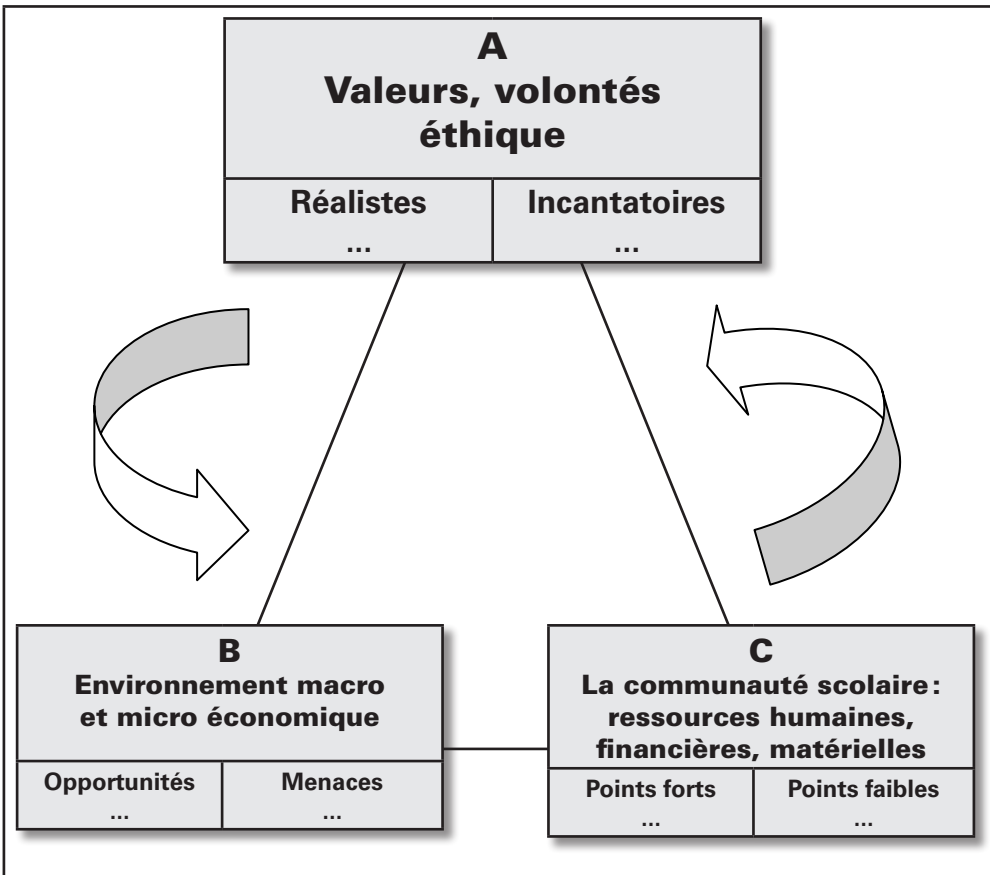 A
Valeurs, volontés
éthique
Réalistes
...
Incantatoires
...
B
Environnement macro
et micro économique
Opportunités
...
Menaces
...
C
La communauté scolaire :
ressources humaines,
financières, matérielles
Points forts
...
Points faibles
...